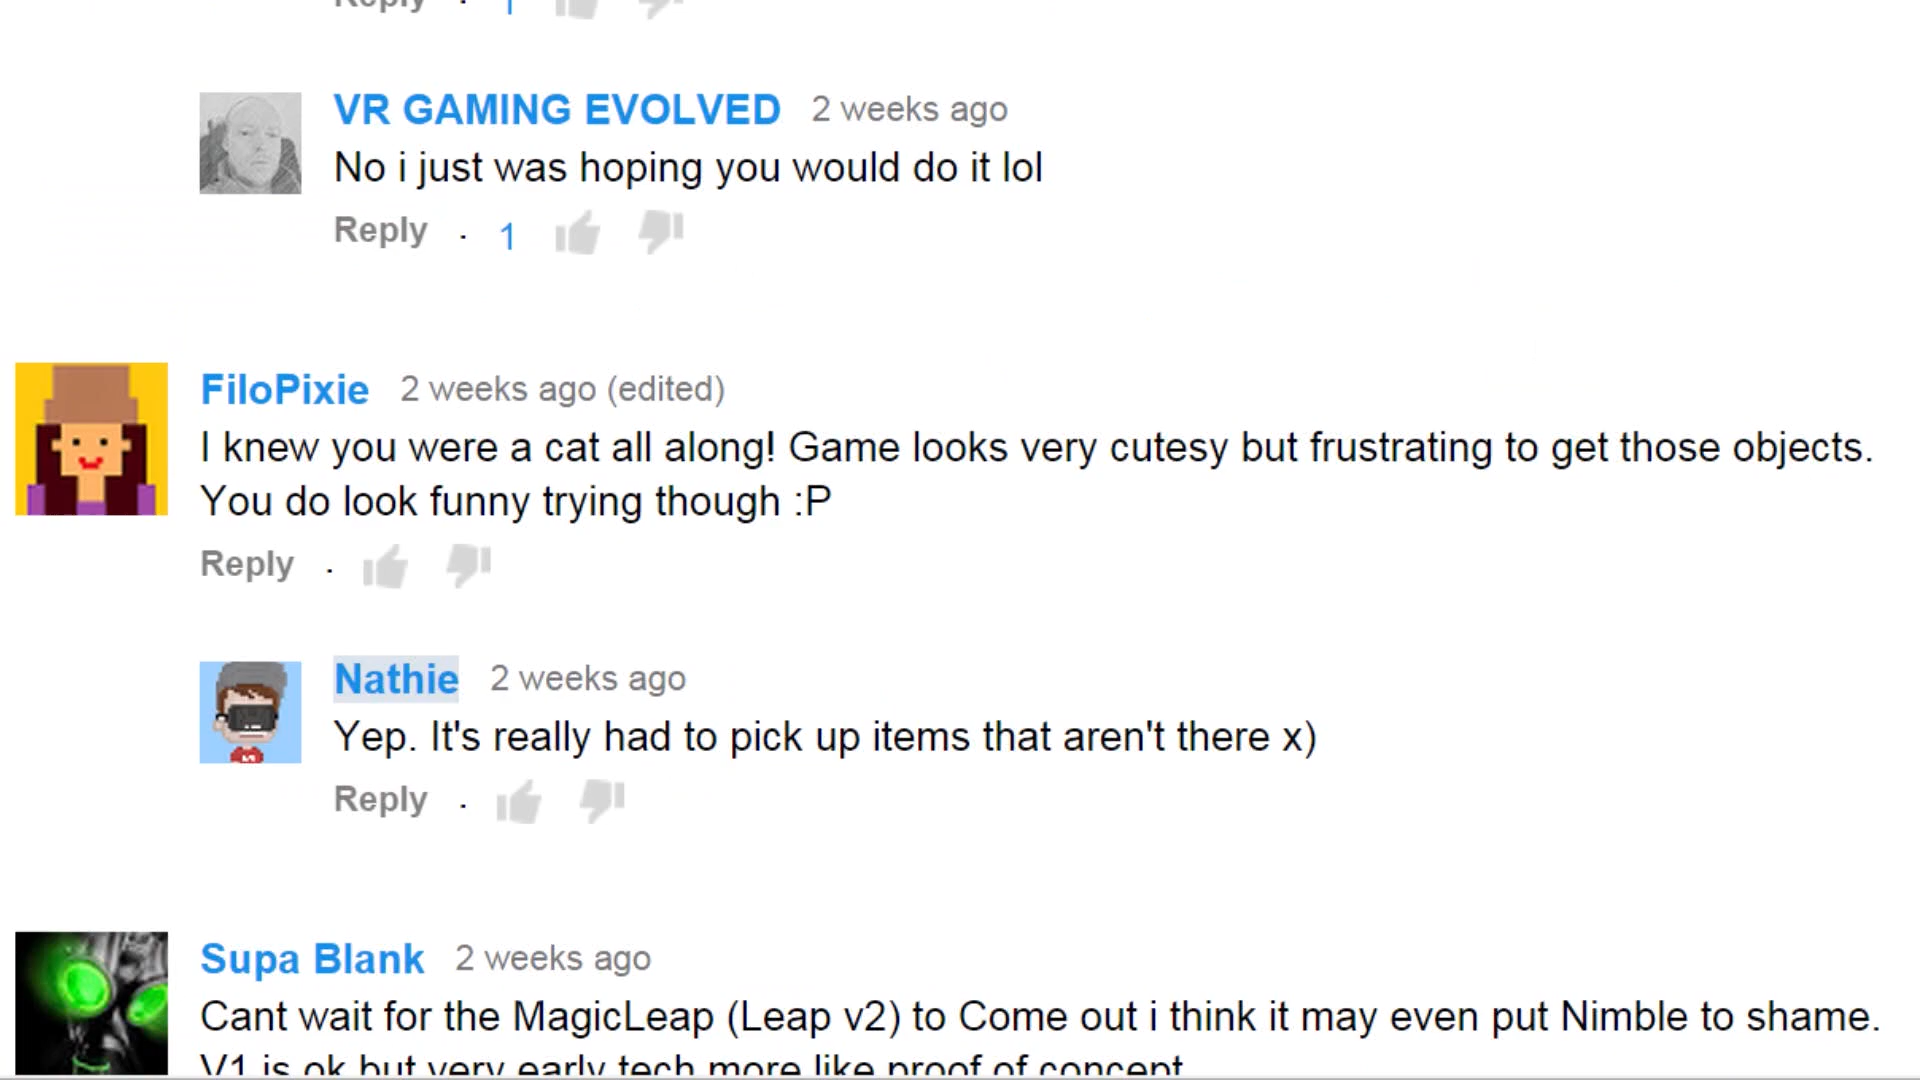 Reply . 1
VR GAMING EVOLVED 2 weeks ago
No i just was hoping you would do it lol
Reply . 1
FiloPixie 2 weeks ago (edited)
I knew you were a cat all along! Game looks very cutesy but frustrating to get those objects.
You do look funny trying though :P
Reply .
Nathie 2 weeks ago
Yep. It's really had to pick up items that aren't there x)
Reply .
Supa Blank 2 weeks ago
Cant wait for the MagicLeap (Leap v2) to Come out i think it may even put Nimble to shame.
V1 is ok but very early tech more like proof of concept